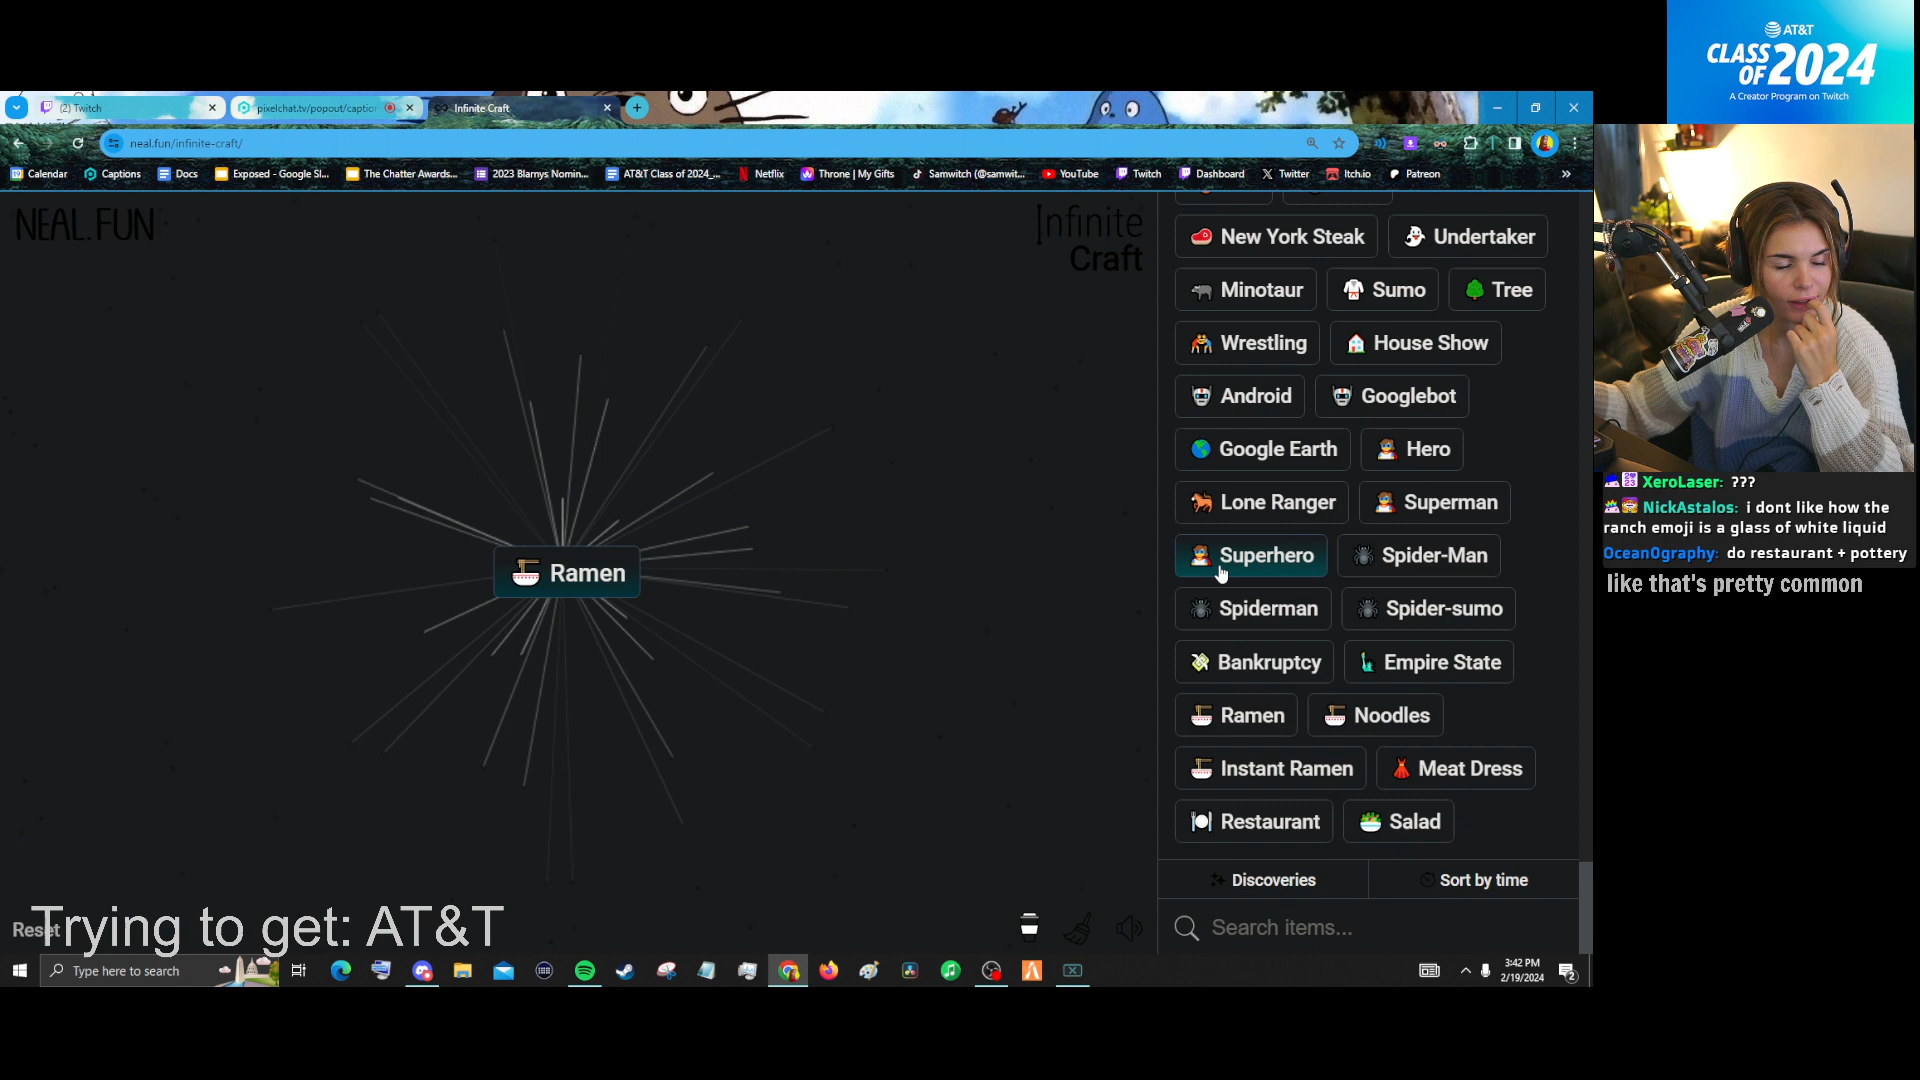 AT&T
CLASS
OF 2024
A Creator Program on Twitch
(2) Twitch
pixelchat.tv/popout/captio
Infinite Craft
neal.fun/infinite-craft/
Calendar
Captions
Docs
Exposed - Google Sl...
The Chatter Awards...
2023 Blarnys Nomin...
AT&T Class of 2024_...
Netflix
Throne | My Gifts
Samwitch (@samwit...
YouTube
Twitch
Dashboard
Twitter
Itch.io
Patreon
»
NEAL.FUN
Infinite
Craft
New York Steak
Undertaker
Minotaur
Sumo
Tree
Wrestling
House Show
Android
Googlebot
Google Earth
Hero
Lone Ranger
Superman
Superhero
Spider-Man
Spiderman
Spider-sumo
Bankruptcy
Empire State
Ramen
Noodles
Instant Ramen
Meat Dress
Restaurant
Salad
Ramen
Discoveries
Sort by time
Search items...
Reset
Trying to get: AT&T
Type here to search
3:42 PM
2/19/2024
2
XeroLaser: ???
NickAstalos: i dont like how the
ranch emoji is a glass of white liquid
OceanOgraphy: do restaurant + pottery
like that's pretty common